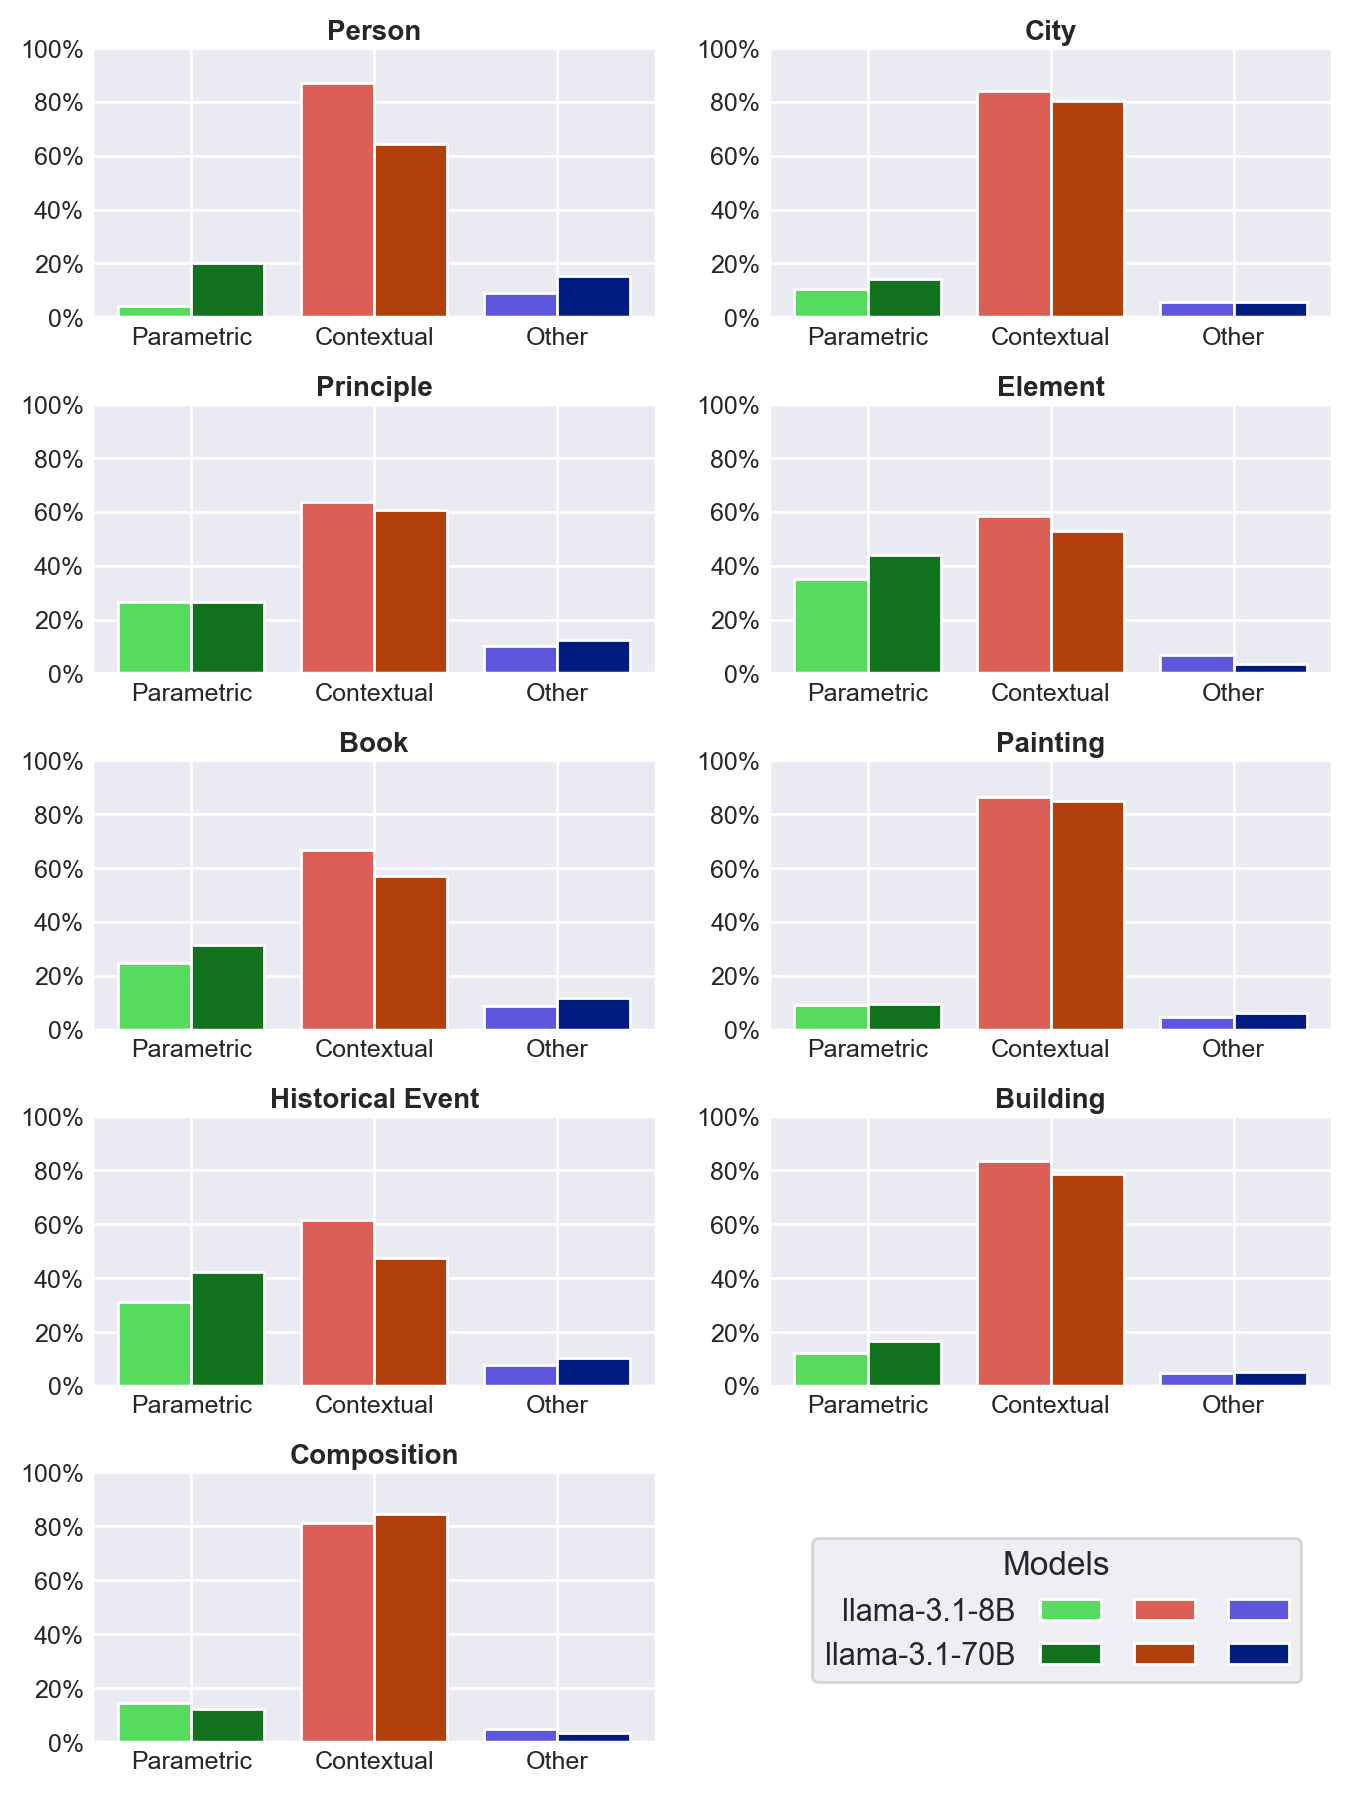 Person
100%
80%
60%
40%
20%
0%
Parametric Contextual Other
City
100%
80%
60%
40%
20%
0%
Parametric Contextual Other
Principle
100%
80%
60%
40%
20%
0%
Parametric Contextual Other
Element
100%
80%
60%
40%
20%
0%
Parametric Contextual Other
Book
100%
80%
60%
40%
20%
0%
Parametric Contextual Other
Painting
100%
80%
60%
40%
20%
0%
Parametric Contextual Other
Historical Event
100%
80%
60%
40%
20%
0%
Parametric Contextual Other
Building
100%
80%
60%
40%
20%
0%
Parametric Contextual Other
Composition
100%
80%
60%
40%
20%
0%
Parametric Contextual Other
Models
llama-3.1-8B
llama-3.1-70B